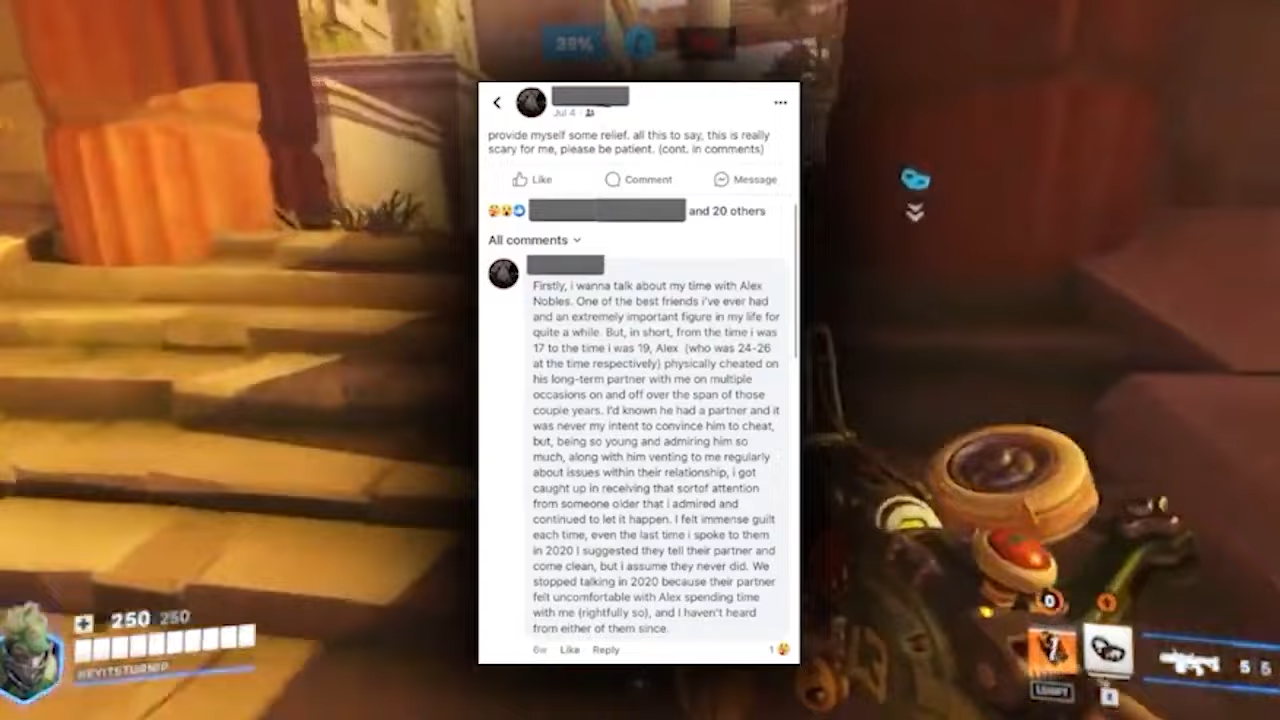 39%
Jul 4
provide myself some relief. all this to say, this is really
scary for me, please be patient. (cont. in comments)
Like Comment Message
and 20 others
All comments
Firstly, i wanna talk about my time with Alex
Nobles. One of the best friends i've ever had
and an extremely important figure in my life for
quite a while. But, in short, from the time i was
17 to the time i was 19, Alex (who was 24-26
at the time respectively) physically cheated on
his long-term partner with me on multiple
occasions on and off over the span of those
couple years. I'd known he had a partner and it
was never my intent to convince him to cheat,
but, being so young and admiring him so
much, along with him venting to me regularly
about issues within their relationship, i got
caught up in receiving that sortof attention
from someone older that i admired and
continued to let it happen. I felt immense guilt
each time, even the last time i spoke to them
in 2020 I suggested they tell their partner and
come clean, but i assume they never did. We
stopped talking in 2020 because their partner
felt uncomfortable with Alex spending time
with me (rightfully so), and I haven't heard
from either of them since.
6w Like Reply 1
250 250
0
5 5